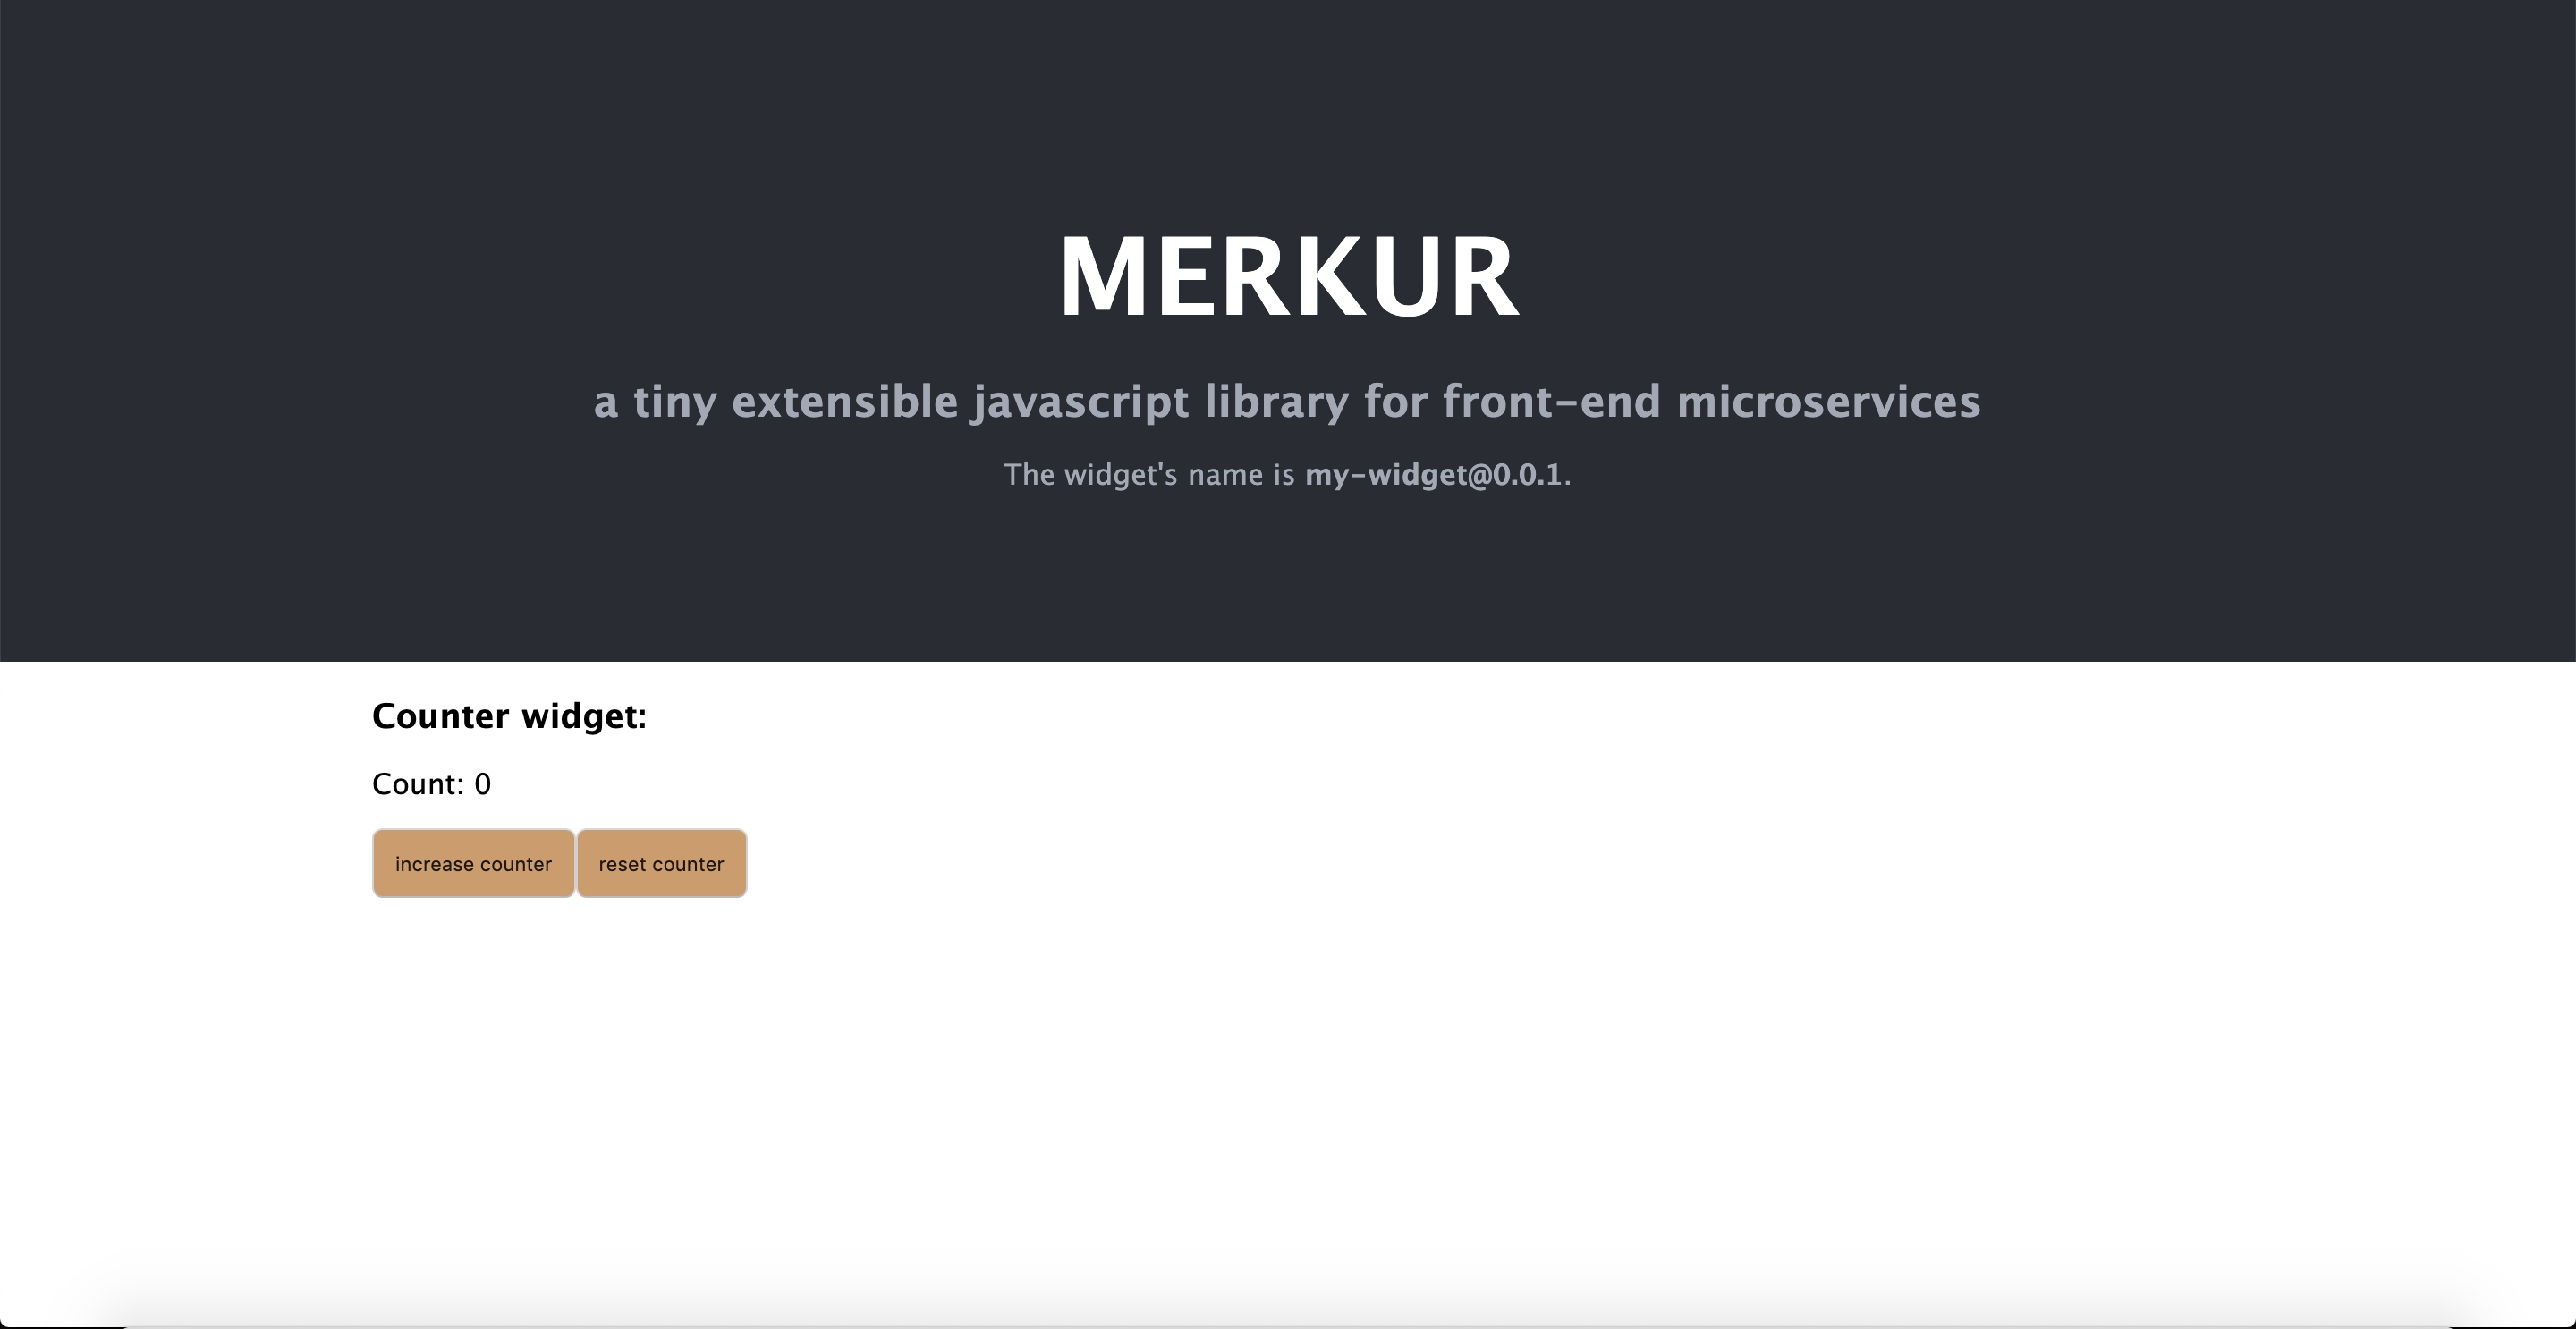 MERKUR
a tiny extensible javascript library for front-end microservices
The widget's name is my-widget@0.0.1.
Counter widget:
Count: 0
increase counter reset counter